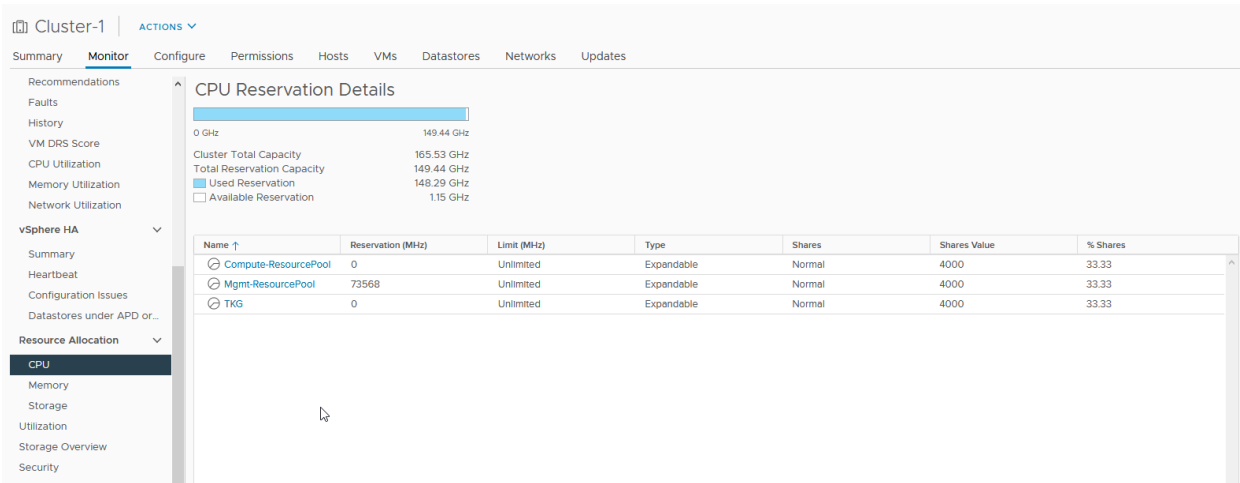 Cluster-1 ACTIONS
Summary Monitor Configure Permissions Hosts VMs Datastores Networks Updates
Recommendations
Faults
History
VM DRS Score
CPU Utilization
Memory Utilization
Network Utilization
vSphere HA
Summary
Heartbeat
Configuration Issues
Datastores under APD or...
Resource Allocation
CPU
Memory
Storage
Utilization
Storage Overview
Security
CPU Reservation Details
0 GHz 149.44 GHz
Cluster Total Capacity 165.53 GHz
Total Reservation Capacity 149.44 GHz
Used Reservation 148.29 GHz
Available Reservation 1.15 GHz
Name ↑ Reservation (MHz) Limit (MHz) Type Shares Shares Value % Shares
Compute-ResourcePool 0 Unlimited Expandable Normal 4000 33.33
Mgmt-ResourcePool 73568 Unlimited Expandable Normal 4000 33.33
TKG 0 Unlimited Expandable Normal 4000 33.33